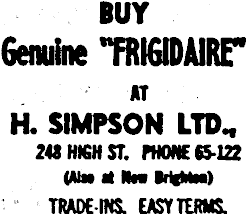 BUY
Genuine "FRIGIDAIRE"
AT
H. SIMPSON LTD.,
248 HIGH ST. PHONE 65-122
(Also at New Brighton)
TRADE-INS. EASY TERMS.